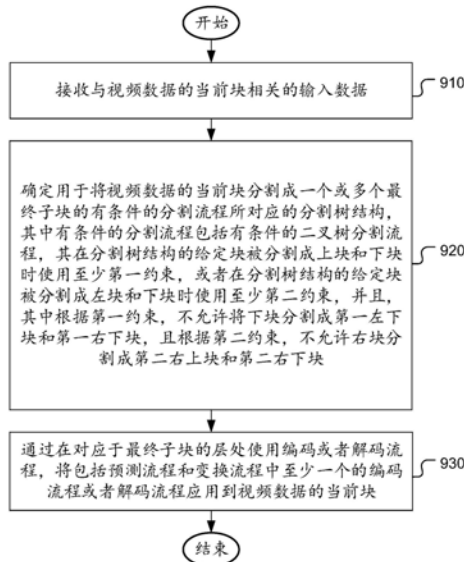 开始
接收与视频数据的当前块相关的输入数据
910
确定用于将视频数据的当前块分割成一个或多个最
终子块的有条件的分割流程所对应的分割树结构，
其中有条件的分割流程包括有条件的二叉树分割流
程，其在分割树结构的给定块被分割成上块和下块
时使用至少第一约束，或者在分割树结构的给定块
被分割成左块和下块时使用至少第二约束，并且，
其中根据第一约束，不允许将下块分割成第一左下
块和第一右下块，且根据第二约束，不允许右块分
割成第二右上块和第二右下块
920
通过在对应于最终子块的层处使用编码或者解码流
程，将包括预测流程和变换流程中至少一个的编码
流程或者解码流程应用到视频数据的当前块
930
结束